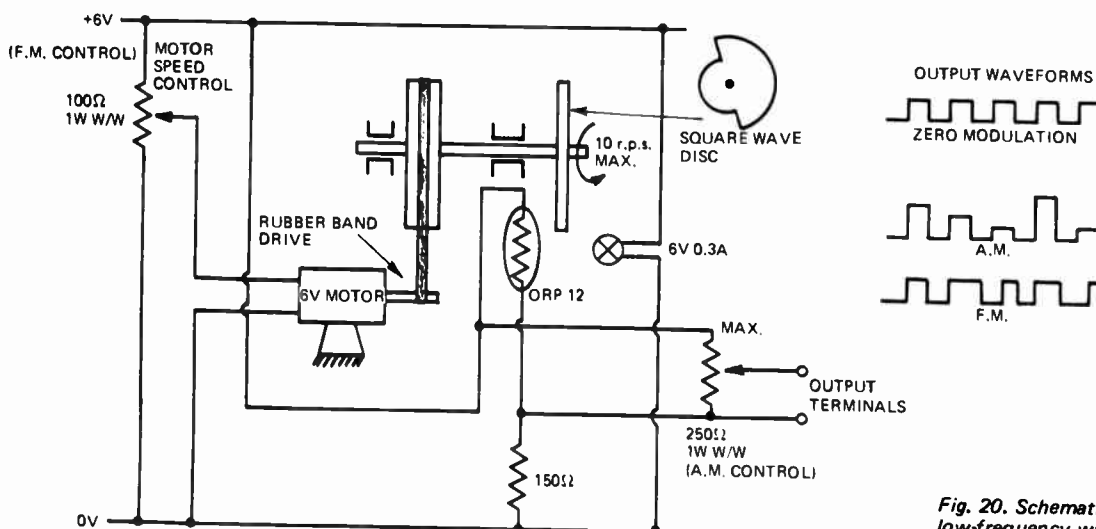 +6V
(F.M. CONTROL)
MOTOR
SPEED
CONTROL
100Ω
1W W/W
10 r.p.s.
MAX.
SQUARE WAVE
DISC
OUTPUT WAVEFORMS
ZERO MODULATION
RUBBER BAND
DRIVE
6V MOTOR
ORP 12
6V 0.3A
A.M.
F.M.
MAX.
OUTPUT
TERMINALS
250Ω
1W W/W
(A.M. CONTROL)
150Ω
0V
Fig. 20. Schemat
low-frequency w